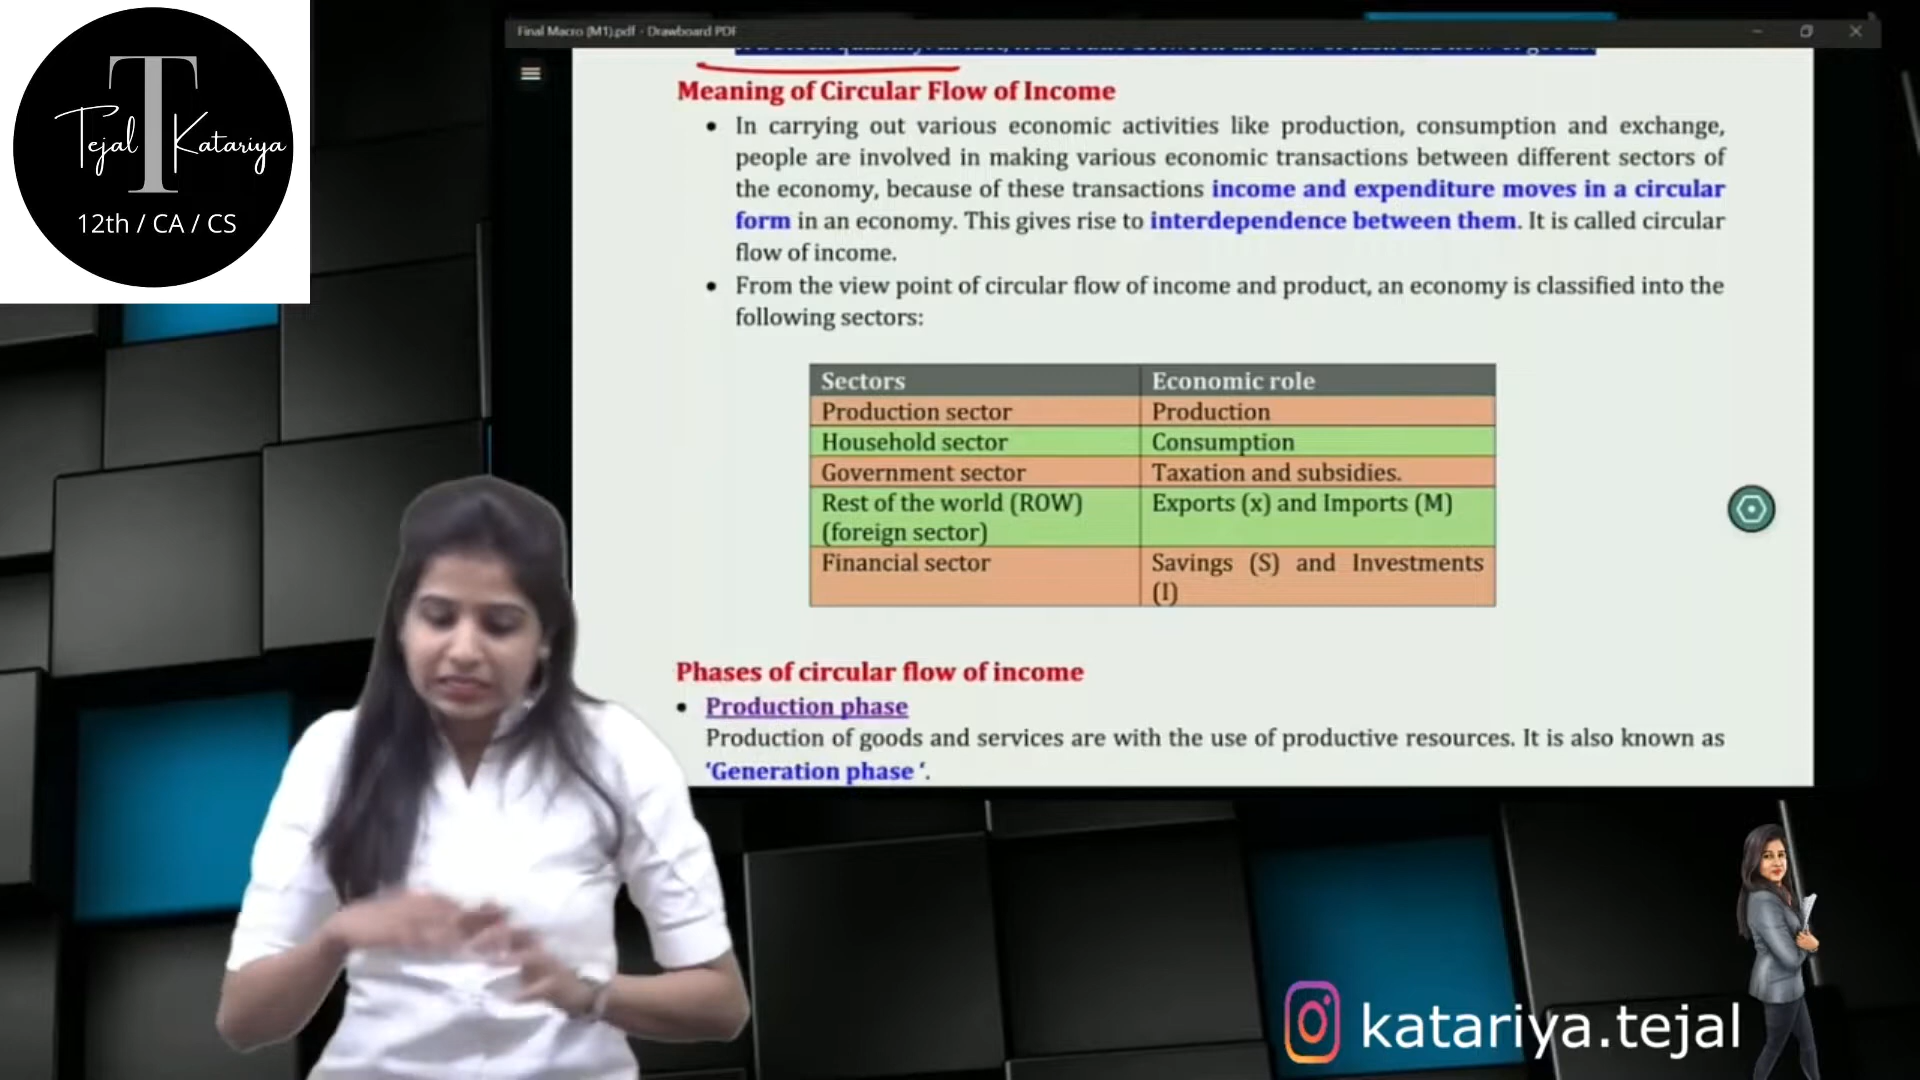 Final Macro (M1).pdf - Drawboard PDF
T
Tejal Katariya
12th / CA / CS
Meaning of Circular Flow of Income
• In carrying out various economic activities like production, consumption and exchange,
people are involved in making various economic transactions between different sectors of
the economy, because of these transactions income and expenditure moves in a circular
form in an economy. This gives rise to interdependence between them. It is called circular
flow of income.
• From the view point of circular flow of income and product, an economy is classified into the
following sectors:
Sectors Economic role
Production sector Production
Household sector Consumption
Government sector Taxation and subsidies.
Rest of the world (ROW) Exports (x) and Imports (M)
(foreign sector)
Financial sector Savings (S) and Investments
(I)
Phases of circular flow of income
• Production phase
Production of goods and services are with the use of productive resources. It is also known as
'Generation phase '.
katariya.tejal